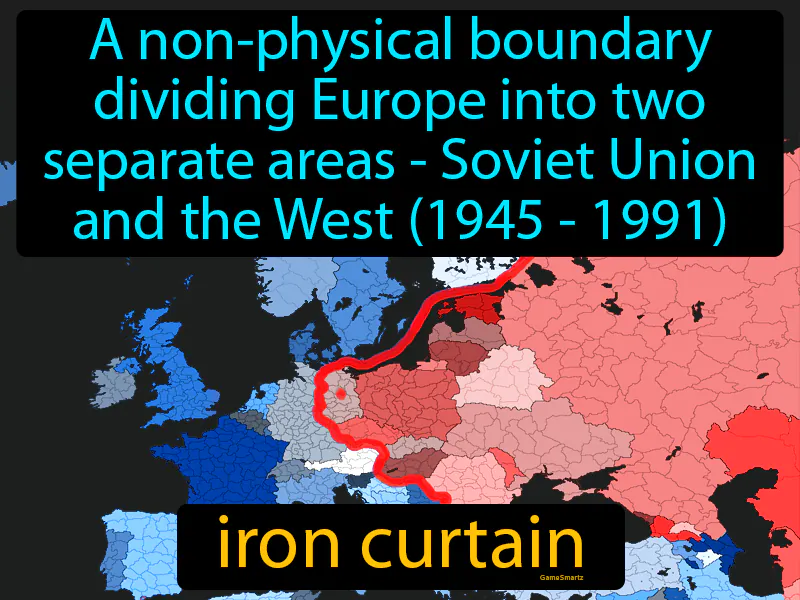 A non-physical boundary
dividing Europe into two
separate areas - Soviet Union
and the West (1945 - 1991)
iron curtain
GameSmartz